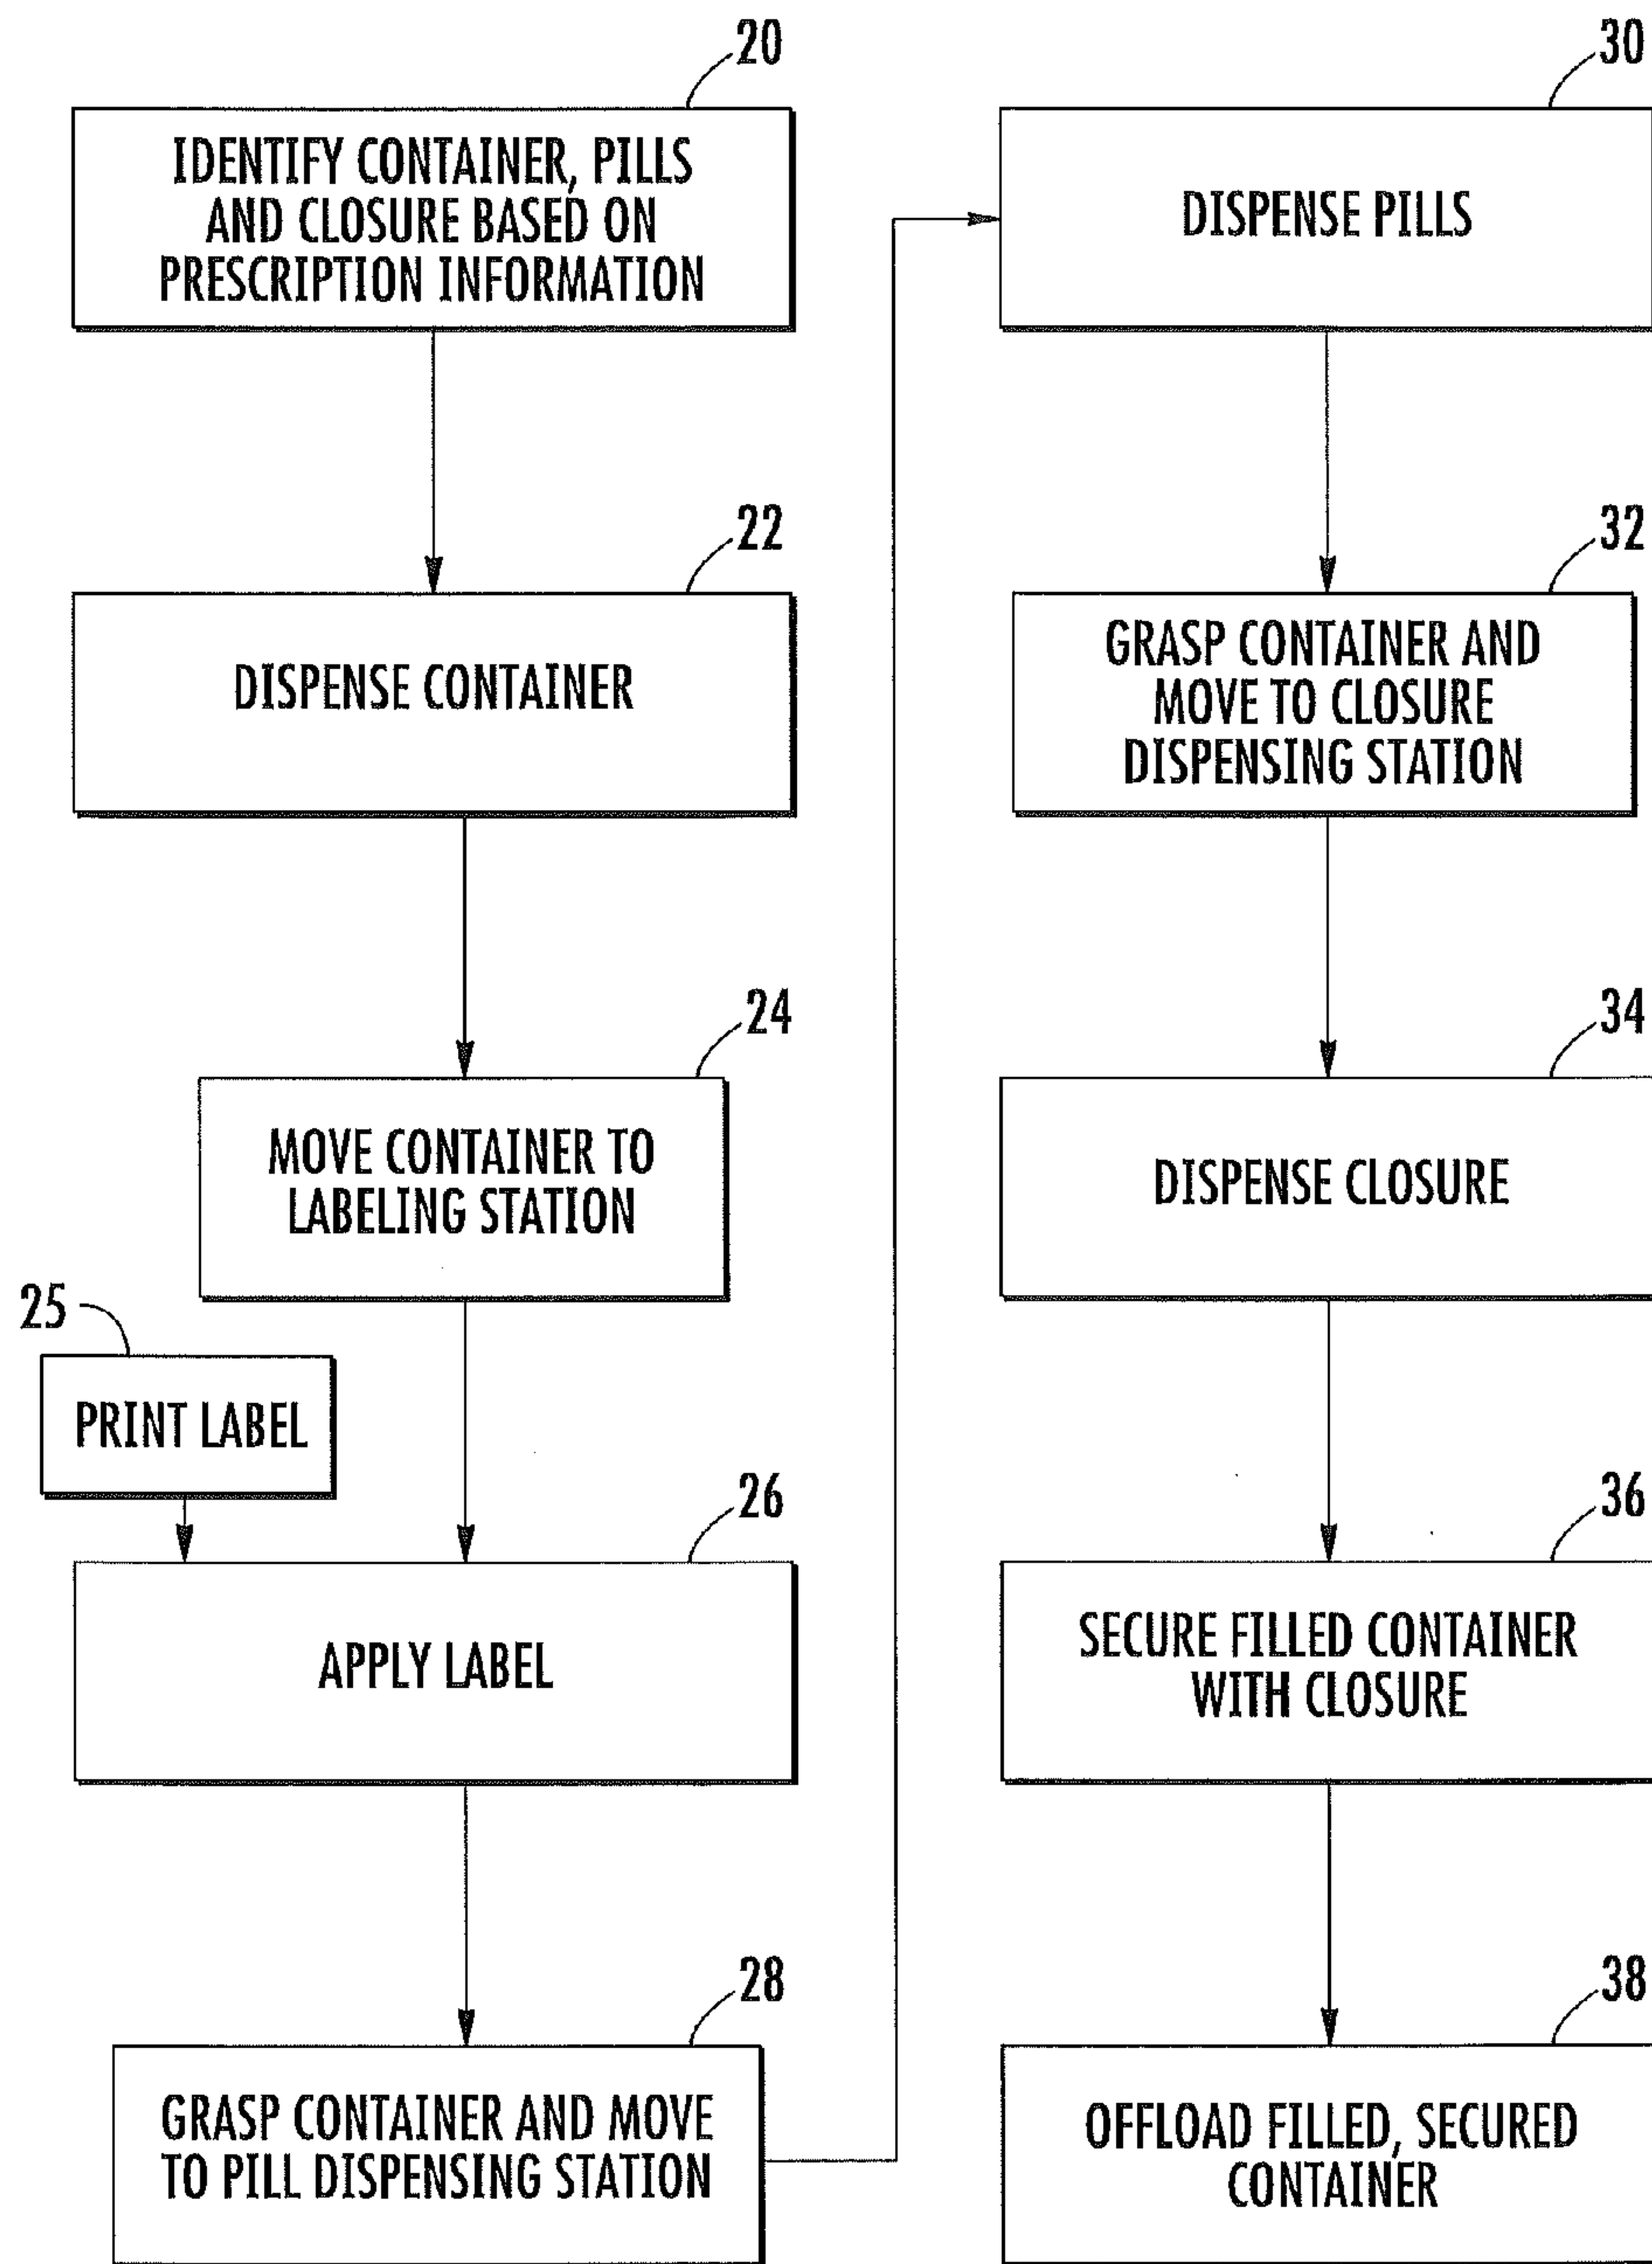 20
IDENTIFY CONTAINER, PILLS
AND CLOSURE BASED ON
PRESCRIPTION INFORMATION
22
DISPENSE CONTAINER
24
MOVE CONTAINER TO
LABELING STATION
25
PRINT LABEL
26
APPLY LABEL
28
GRASP CONTAINER AND MOVE
TO PILL DISPENSING STATION
30
DISPENSE PILLS
32
GRASP CONTAINER AND
MOVE TO CLOSURE
DISPENSING STATION
34
DISPENSE CLOSURE
36
SECURE FILLED CONTAINER
WITH CLOSURE
38
OFFLOAD FILLED, SECURED
CONTAINER